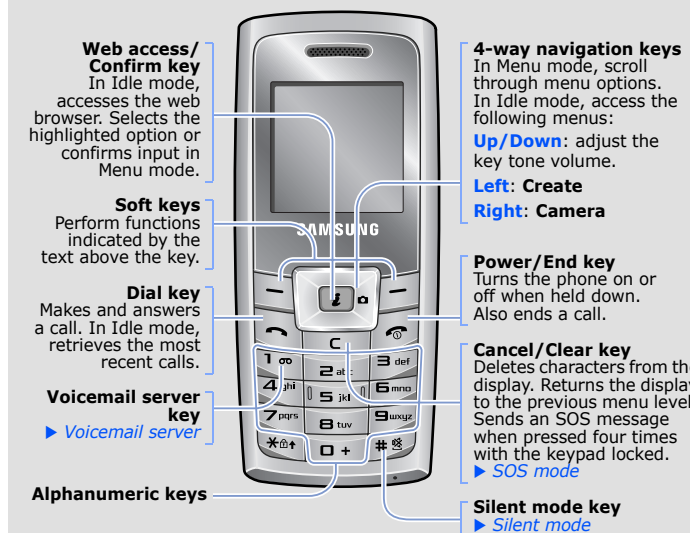 Web access/
Confirm key
In Idle mode,
accesses the web
browser. Selects the
highlighted option or
confirms input in
Menu mode.
Soft keys
Perform functions
indicated by the
text above the key.
Dial key
Makes and answers
a call. In Idle mode,
retrieves the most
recent calls.
Voicemail server
key
▶ Voicemail server
Alphanumeric keys
SAMSUNG
i
C
1
2 abc
3 def
4 ghi
5 jkl
6 mno
7 pqrs
8 tuv
9 wxyz
*
0 +
#
4-way navigation keys
In Menu mode, scroll
through menu options.
In Idle mode, access the
following menus:
Up/Down: adjust the
key tone volume.
Left: Create
Right: Camera
Power/End key
Turns the phone on or
off when held down.
Also ends a call.
Cancel/Clear key
Deletes characters from the
display. Returns the display
to the previous menu level.
Sends an SOS message
when pressed four times
with the keypad locked.
▶ SOS mode
Silent mode key
▶ Silent mode